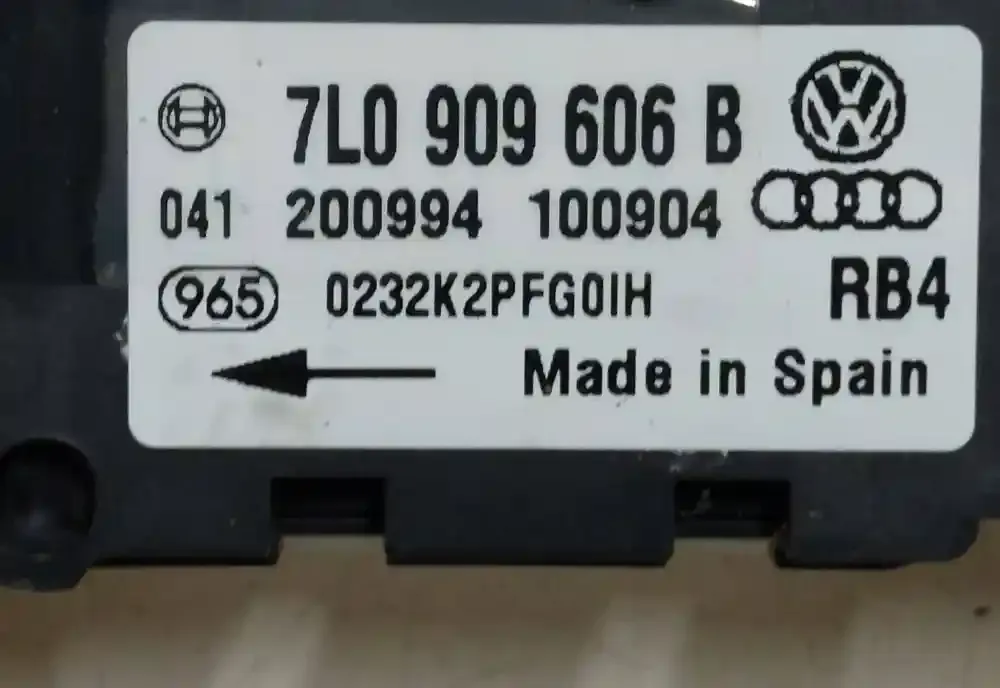 7L0 909 606 B
041 200994 100904
965 0232K2PFG0IH RB4
Made in Spain